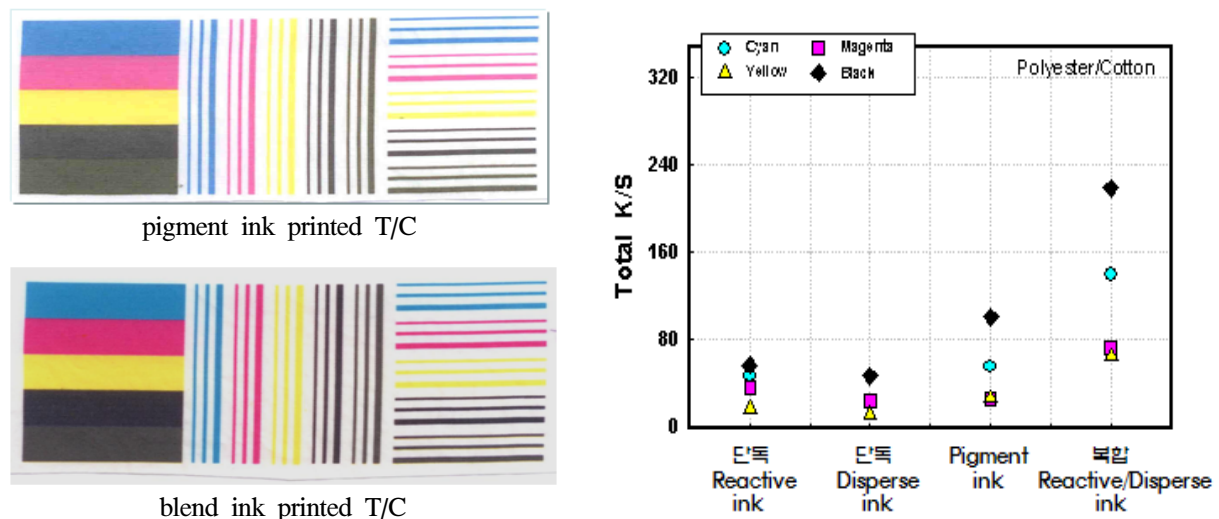 pigment ink printed T/C
blend ink printed T/C
Cyan
Magenta
Yellow
Black
Polyester/Cotton
Total K/S
320
240
160
80
0
단독
Reactive
ink
단독
Disperse
ink
Pigment
ink
복합
Reactive/Disperse
ink